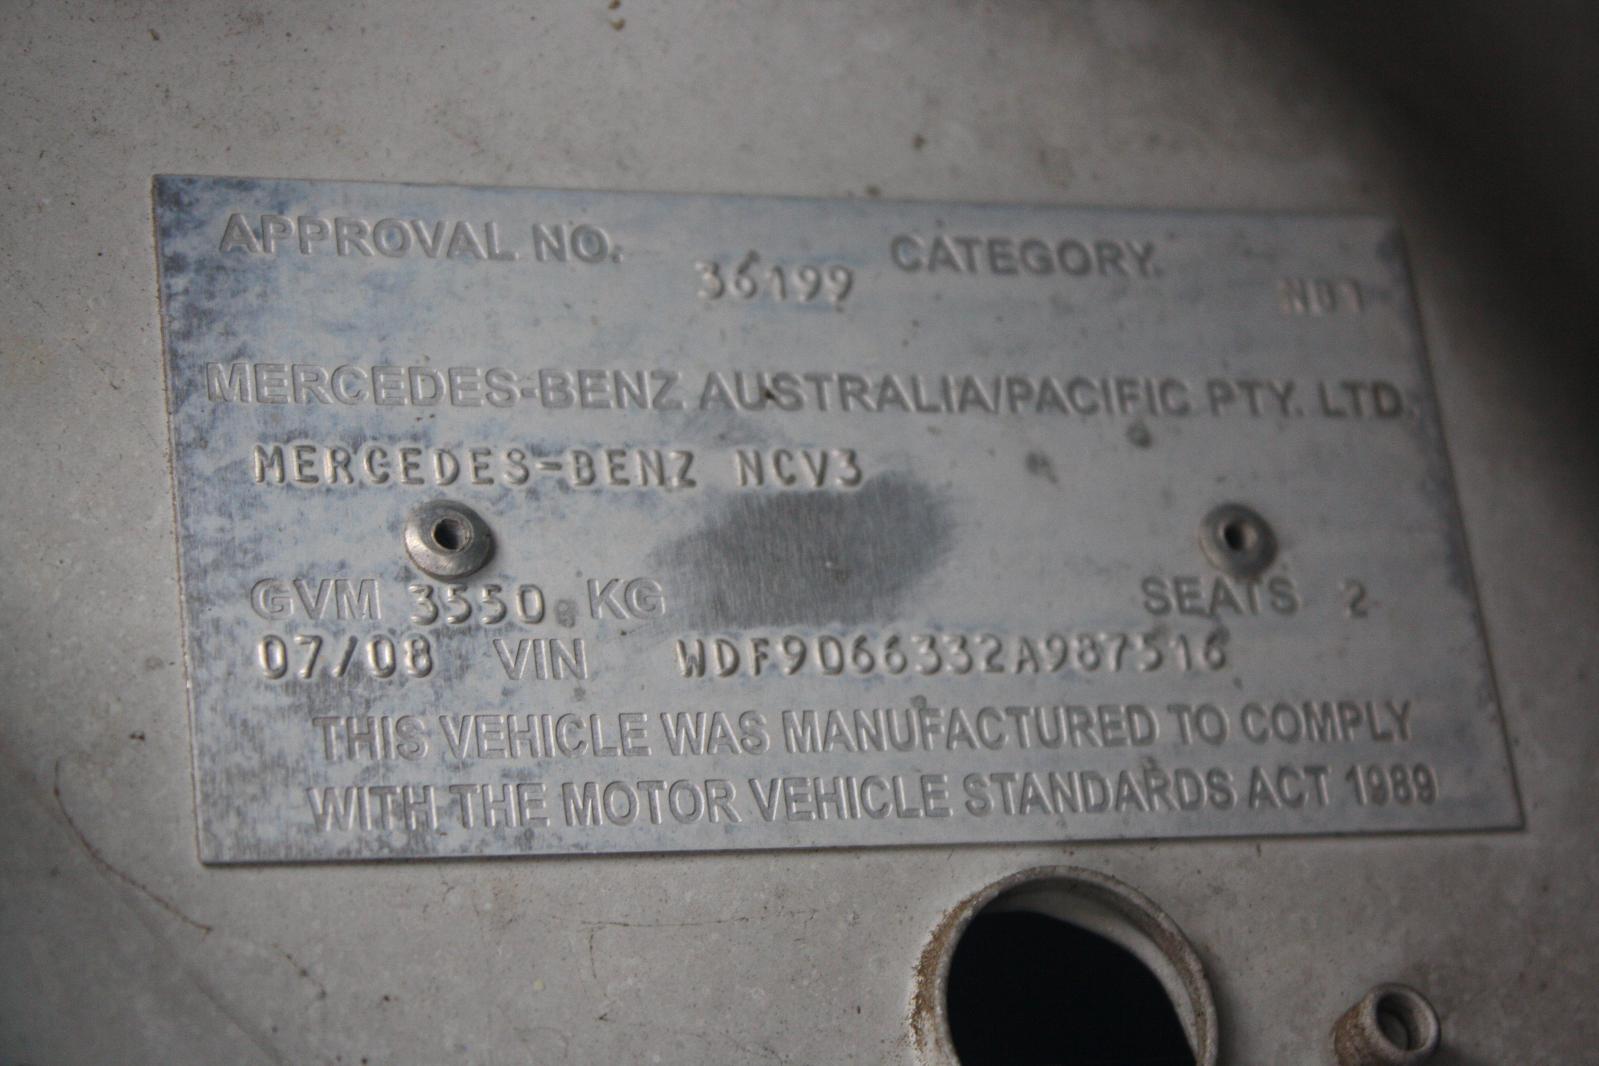 APPROVAL NO. 36199 CATEGORY. NB1
MERCEDES-BENZ AUSTRALIA/PACIFIC PTY. LTD.
MERCEDES-BENZ NCV3
GVM 3550 KG SEATS 2
07/08 VIN WDF9066332A987516
THIS VEHICLE WAS MANUFACTURED TO COMPLY
WITH THE MOTOR VEHICLE STANDARDS ACT 1989